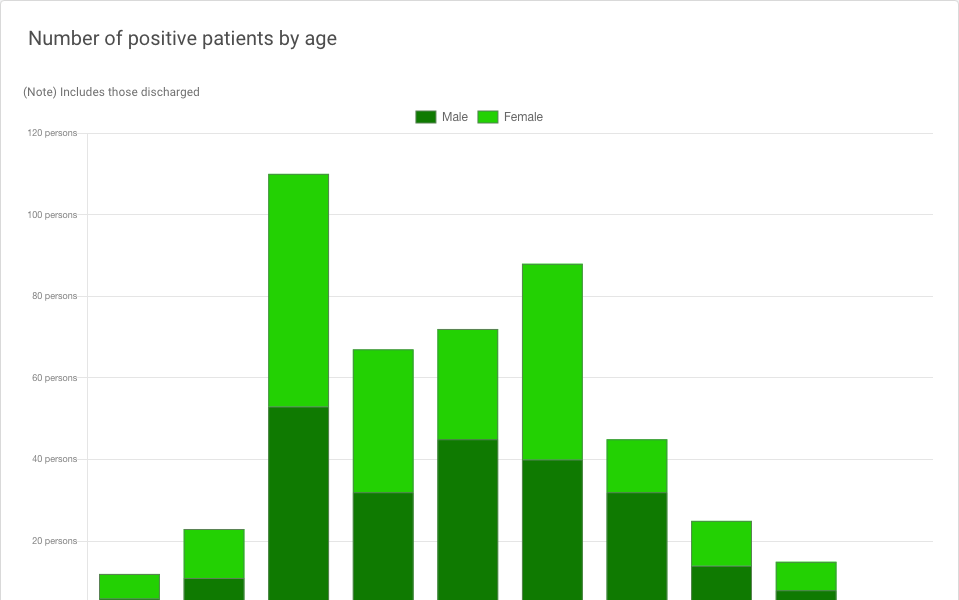 Number of positive patients by age
(Note) Includes those discharged
Male Female
120 persons
100 persons
80 persons
60 persons
40 persons
20 persons